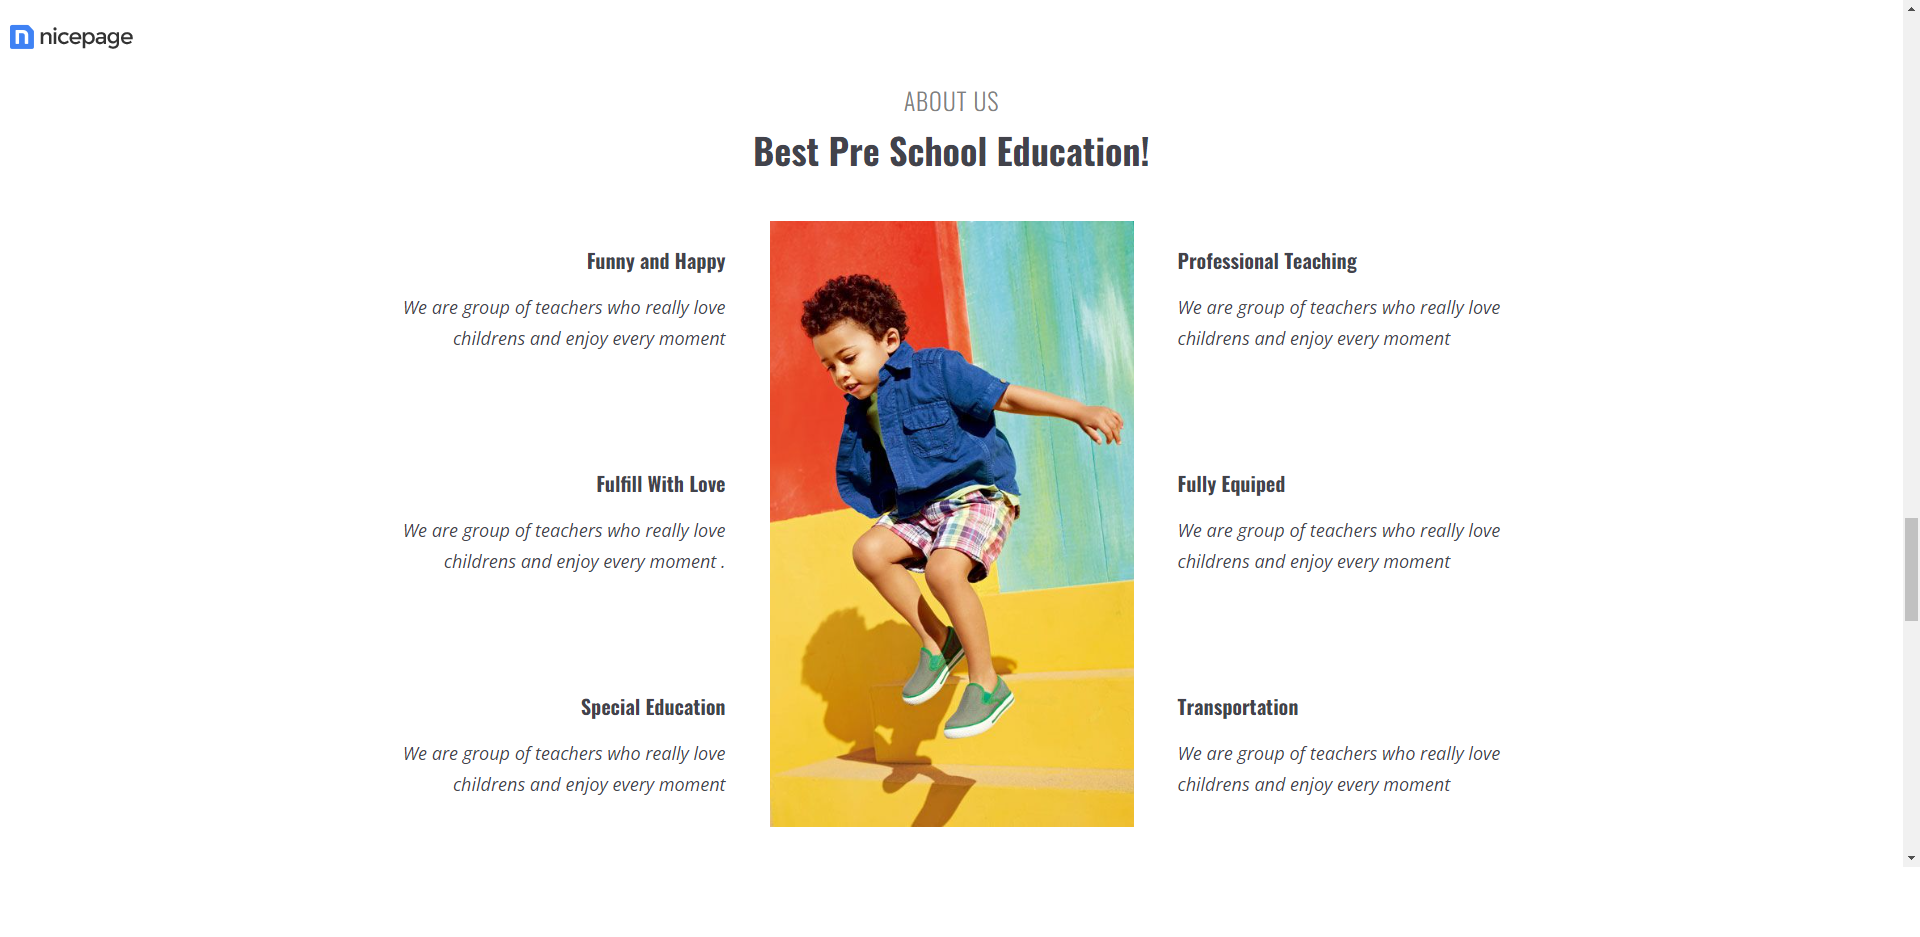 nicepage
ABOUT US
Best Pre School Education!
Funny and Happy
We are group of teachers who really love
childrens and enjoy every moment
Fulfill With Love
We are group of teachers who really love
childrens and enjoy every moment .
Special Education
We are group of teachers who really love
childrens and enjoy every moment
Professional Teaching
We are group of teachers who really love
childrens and enjoy every moment
Fully Equiped
We are group of teachers who really love
childrens and enjoy every moment
Transportation
We are group of teachers who really love
childrens and enjoy every moment